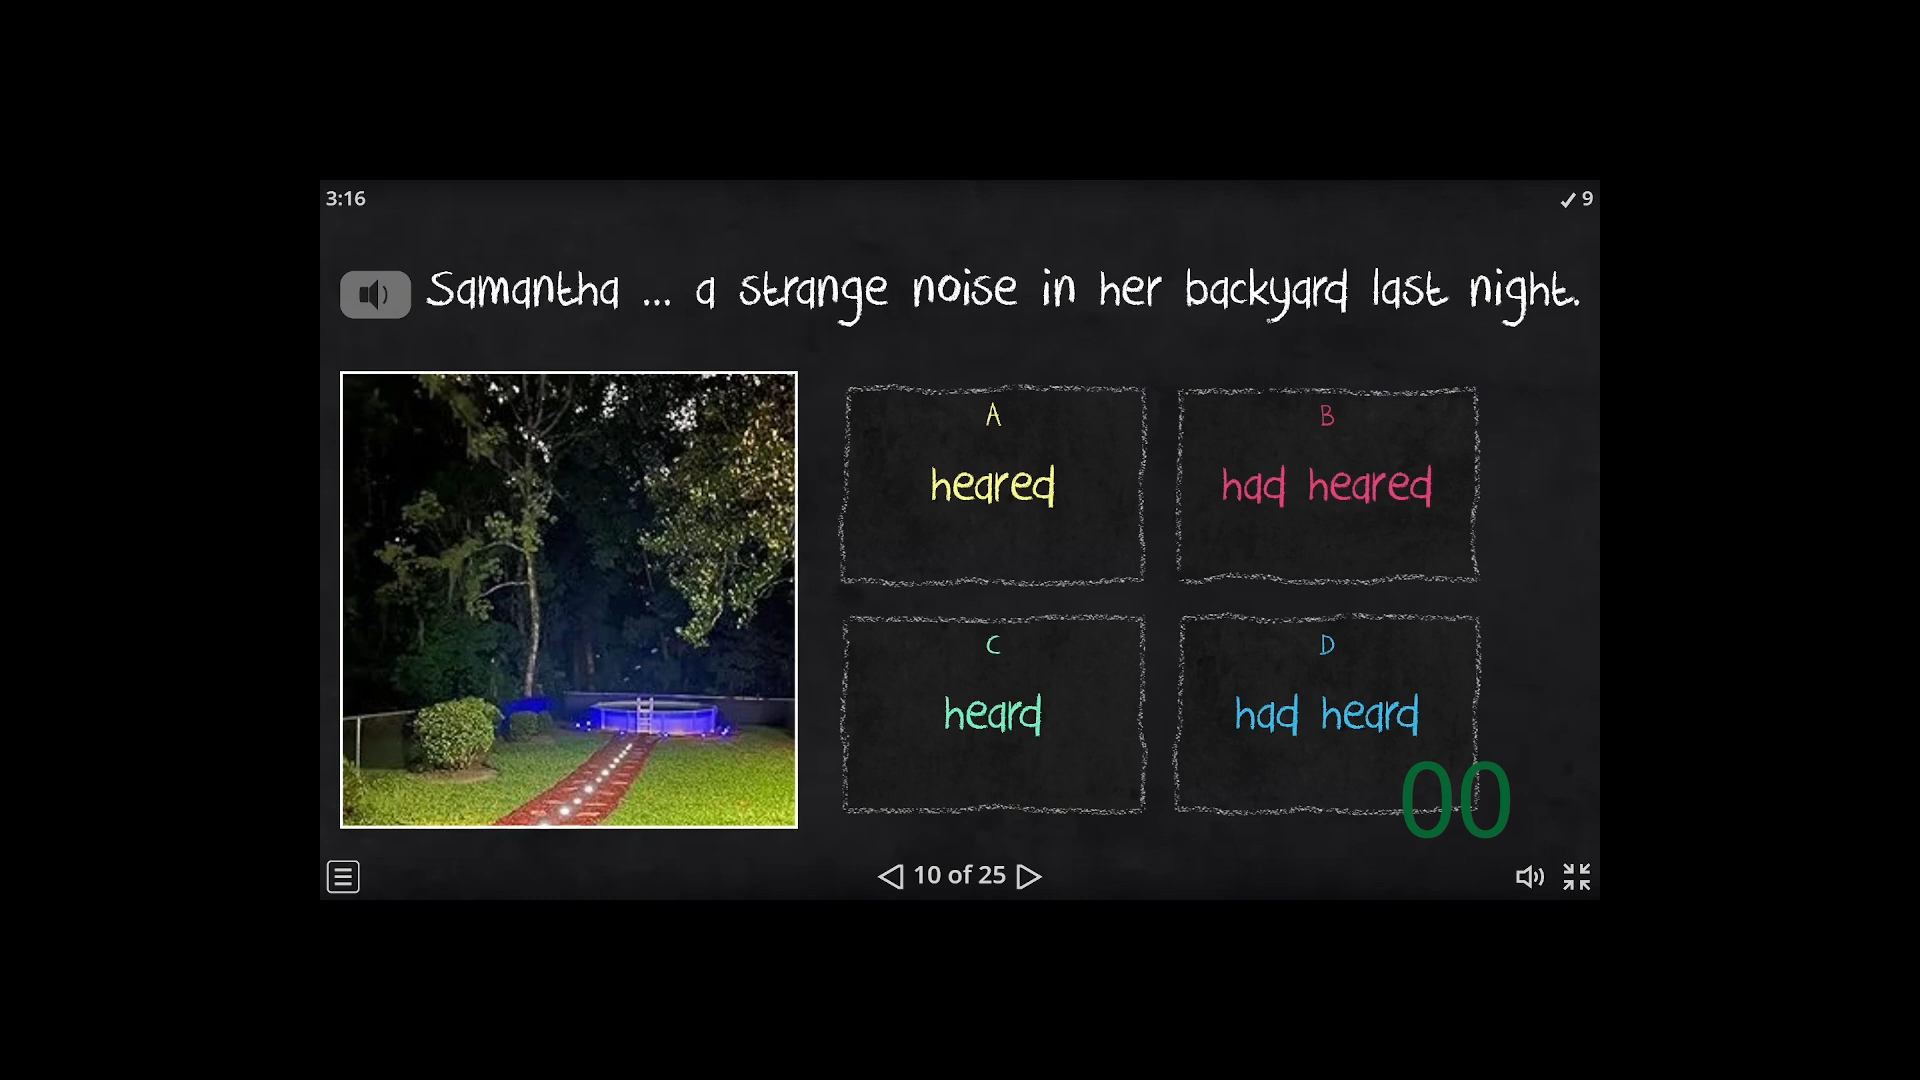 3:16
9
Samantha ... a strange noise in her backyard last night.
A
heared
B
had heared
C
heard
D
had heard
00
10 of 25